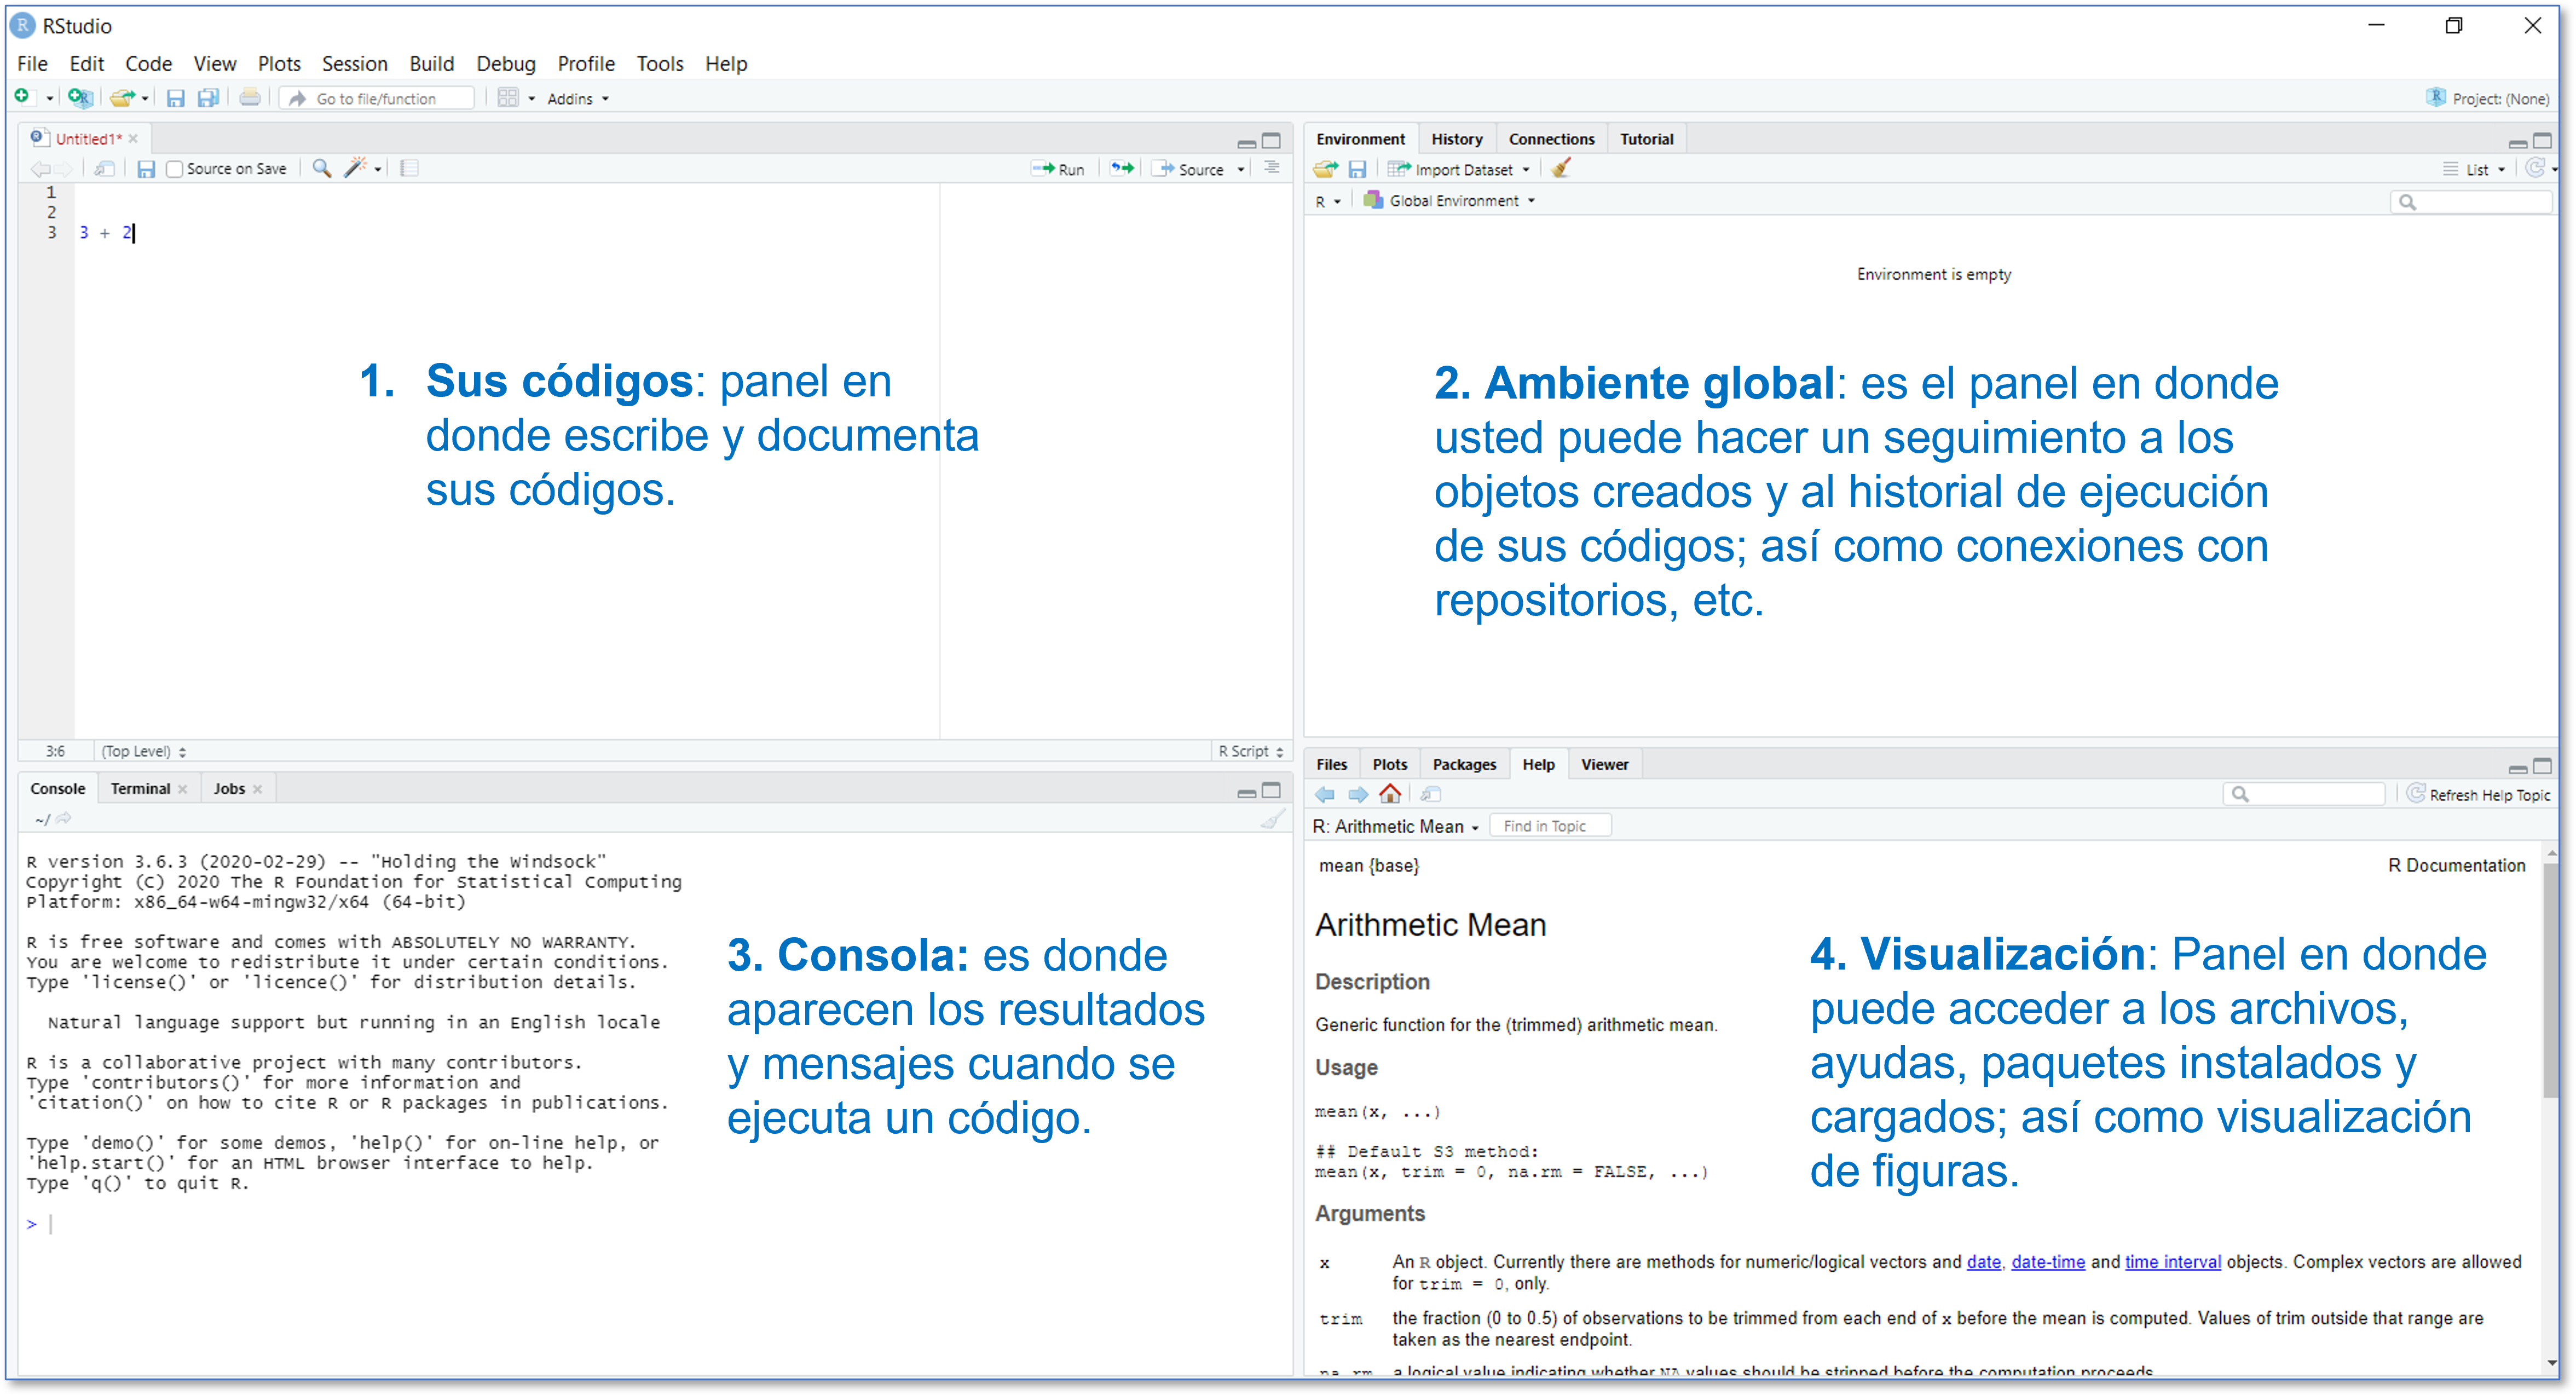 RStudio
File Edit Code View Plots Session Build Debug Profile Tools Help
Go to file/function Addins Project: (None)
Untitled1*
Source on Save Run Source
1
2
3 3 + 2
1. Sus códigos: panel en
donde escribe y documenta
sus códigos.
3:6 (Top Level) R Script
Environment History Connections Tutorial
Import Dataset List
R Global Environment
Environment is empty
2. Ambiente global: es el panel en donde
usted puede hacer un seguimiento a los
objetos creados y al historial de ejecución
de sus códigos; así como conexiones con
repositorios, etc.
Console Terminal Jobs
~/
R version 3.6.3 (2020-02-29) -- "Holding the Windsock"
Copyright (C) 2020 The R Foundation for Statistical Computing
Platform: x86_64-w64-mingw32/x64 (64-bit)
R is free software and comes with ABSOLUTELY NO WARRANTY.
You are welcome to redistribute it under certain conditions.
Type 'license()' or 'licence()' for distribution details.
Natural language support but running in an English locale
R is a collaborative project with many contributors.
Type 'contributors()' for more information and
'citation()' on how to cite R or R packages in publications.
Type 'demo()' for some demos, 'help()' for on-line help, or
'help.start()' for an HTML browser interface to help.
Type 'q()' to quit R.
>
3. Consola: es donde
aparecen los resultados
y mensajes cuando se
ejecuta un código.
Files Plots Packages Help Viewer
Refresh Help Topic
R: Arithmetic Mean Find in Topic
mean {base} R Documentation
Arithmetic Mean
Description
Generic function for the (trimmed) arithmetic mean.
Usage
mean(x, ...)
## Default S3 method:
mean(x, trim = 0, na.rm = FALSE, ...)
Arguments
x An R object. Currently there are methods for numeric/logical vectors and date, date-time and time interval objects. Complex vectors are allowed
for trim = 0, only.
trim the fraction (0 to 0.5) of observations to be trimmed from each end of x before the mean is computed. Values of trim outside that range are
taken as the nearest endpoint.
na.rm a logical value indicating whether NA values should be stripped before the computation proceeds.
4. Visualización: Panel en donde
puede acceder a los archivos,
ayudas, paquetes instalados y
cargados; así como visualización
de figuras.